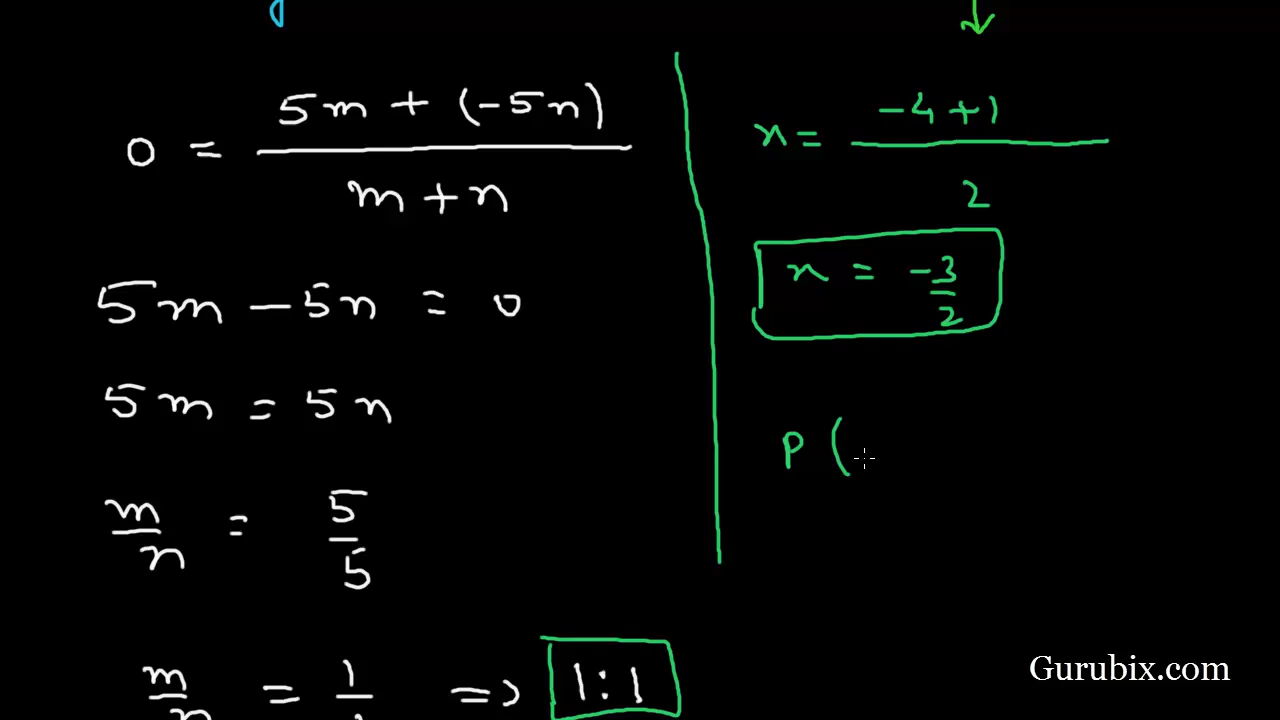 0 = 5m + (-5n) / m + n
5m - 5n = 0
5m = 5n
m/n = 5/5
m/n = 1/1 => 1:1
x = -4+1 / 2
x = -3/2
P (
Gurubix.com